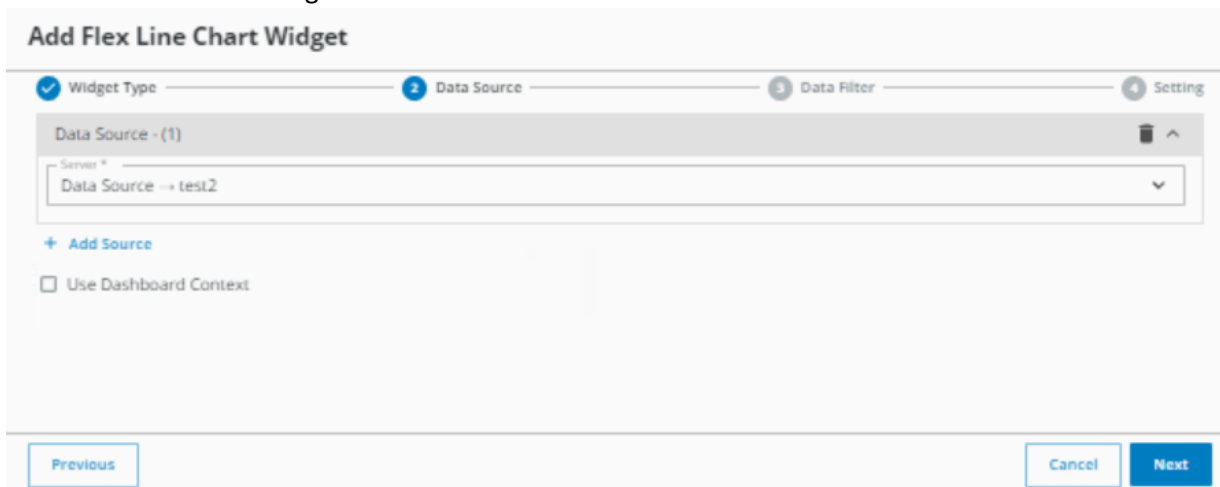 Add Flex Line Chart Widget
Widget Type 2 Data Source 3 Data Filter 4 Setting
Data Source - (1)
Server *
Data Source → test2
+ Add Source
Use Dashboard Context
Previous Cancel Next